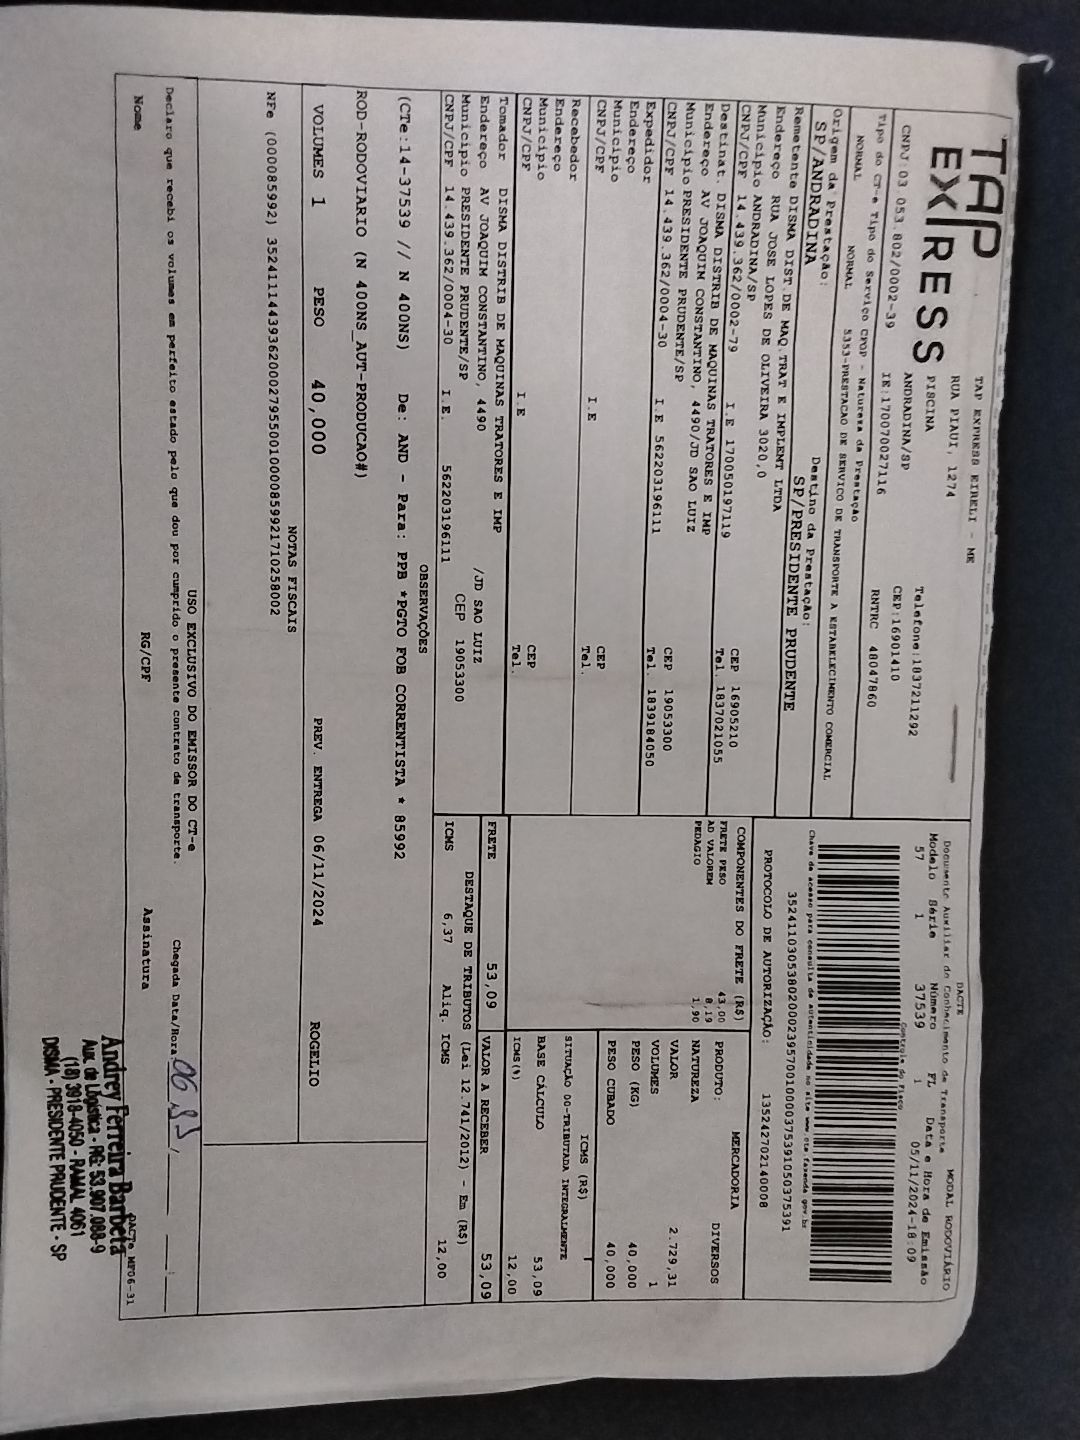 TAP
EXPRESS
TAP EXPRESS EIRELI - ME
RUA PIAUI, 1274
PISCINA
ANDRADINA/SP
Telefone:1837211292
CEP:16901410
CNPJ:03.053.802/0002-39 IE:170070027116 RNTRC 48047860
Tipo do CT-e Tipo do Serviço CFOP - Natureza da Prestação
NORMAL NORMAL 5353-PRESTACAO DE SERVICO DE TRANSPORTE A ESTABELECIMENTO COMERCIAL
Origem da Prestação: Destino da Prestação:
SP/ANDRADINA SP/PRESIDENTE PRUDENTE
Remetente DISMA DIST.DE MAQ.TRAT E IMPLEMT LTDA
Endereço RUA JOSE LOPES DE OLIVEIRA 3020,0
Município ANDRADINA/SP CEP 16905210
CNPJ/CPF 14.439.362/0002-79 I.E 170050197119 Tel. 1837021055
Destinat. DISMA DISTRIB DE MAQUINAS TRATORES E IMP
Endereço AV JOAQUIM CONSTANTINO, 4490/JD SAO LUIZ
Município PRESIDENTE PRUDENTE/SP CEP 19053300
CNPJ/CPF 14.439.362/0004-30 I.E 562203196111 Tel. 1839184050
Expedidor
Endereço
Município CEP
CNPJ/CPF I.E Tel.
Recebedor
Endereço
Município CEP
CNPJ/CPF I.E Tel.
Tomador DISMA DISTRIB DE MAQUINAS TRATORES E IMP
Endereço AV JOAQUIM CONSTANTINO, 4490 /JD SAO LUIZ
Município PRESIDENTE PRUDENTE/SP CEP 19053300
CNPJ/CPF 14.439.362/0004-30 I.E. 562203196111
DACTE MODAL RODOVIÁRIO
Documento Auxiliar do Conhecimento de Transporte
Modelo Série Número FL Data e Hora de Emissão
57 1 37539 1 05/11/2024-18:09
Controle do Fisco
Chave de acesso para consulta de autenticidade no site www.cte.fazenda.gov.br
35241103053802000239570010000375391050375391
PROTOCOLO DE AUTORIZAÇÃO: 135242702140008
COMPONENTES DO FRETE (R$)
FRETE PESO 43,00
AD VALOREM 8,19
PEDAGIO 1,90
MERCADORIA
PRODUTO: DIVERSOS
NATUREZA
VALOR 2.729,31
VOLUMES 1
PESO (KG) 40,000
PESO CUBADO 40,000
ICMS (R$)
SITUAÇÃO 00-TRIBUTADA INTEGRALMENTE
BASE CÁLCULO 53,09
ICMS(%) 12,00
FRETE 53,09 VALOR A RECEBER 53,09
DESTAQUE DE TRIBUTOS (Lei 12.741/2012) - Em (R$)
ICMS 6,37 Aliq. ICMS 12,00
OBSERVAÇÕES
(CTe:14-37539 // N 400NS) De: AND - Para: PPB *PGTO FOB CORRENTISTA * 85992
ROD-RODOVIARIO (N 400NS_AUT-PRODUCAO#)
VOLUMES 1 PESO 40,000 PREV. ENTREGA 06/11/2024 ROGELIO
NOTAS FISCAIS
NFe (000085992) 35241114439362000279550010000859921710258002
USO EXCLUSIVO DO EMISSOR DO CT-e
Declaro que recebi os volumes em perfeito estado pelo que dou por cumprido o presente contrato de transporte. Chegada Data/Hora
Nome RG/CPF Assinatura
DACTe_MF06-31
Andrey Ferreira Barbeta
Aux. de Logística - RG: 53.907.088-9
(18) 3918-4050 - RAMAL 4061
DISMA - PRESIDENTE PRUDENTE - SP